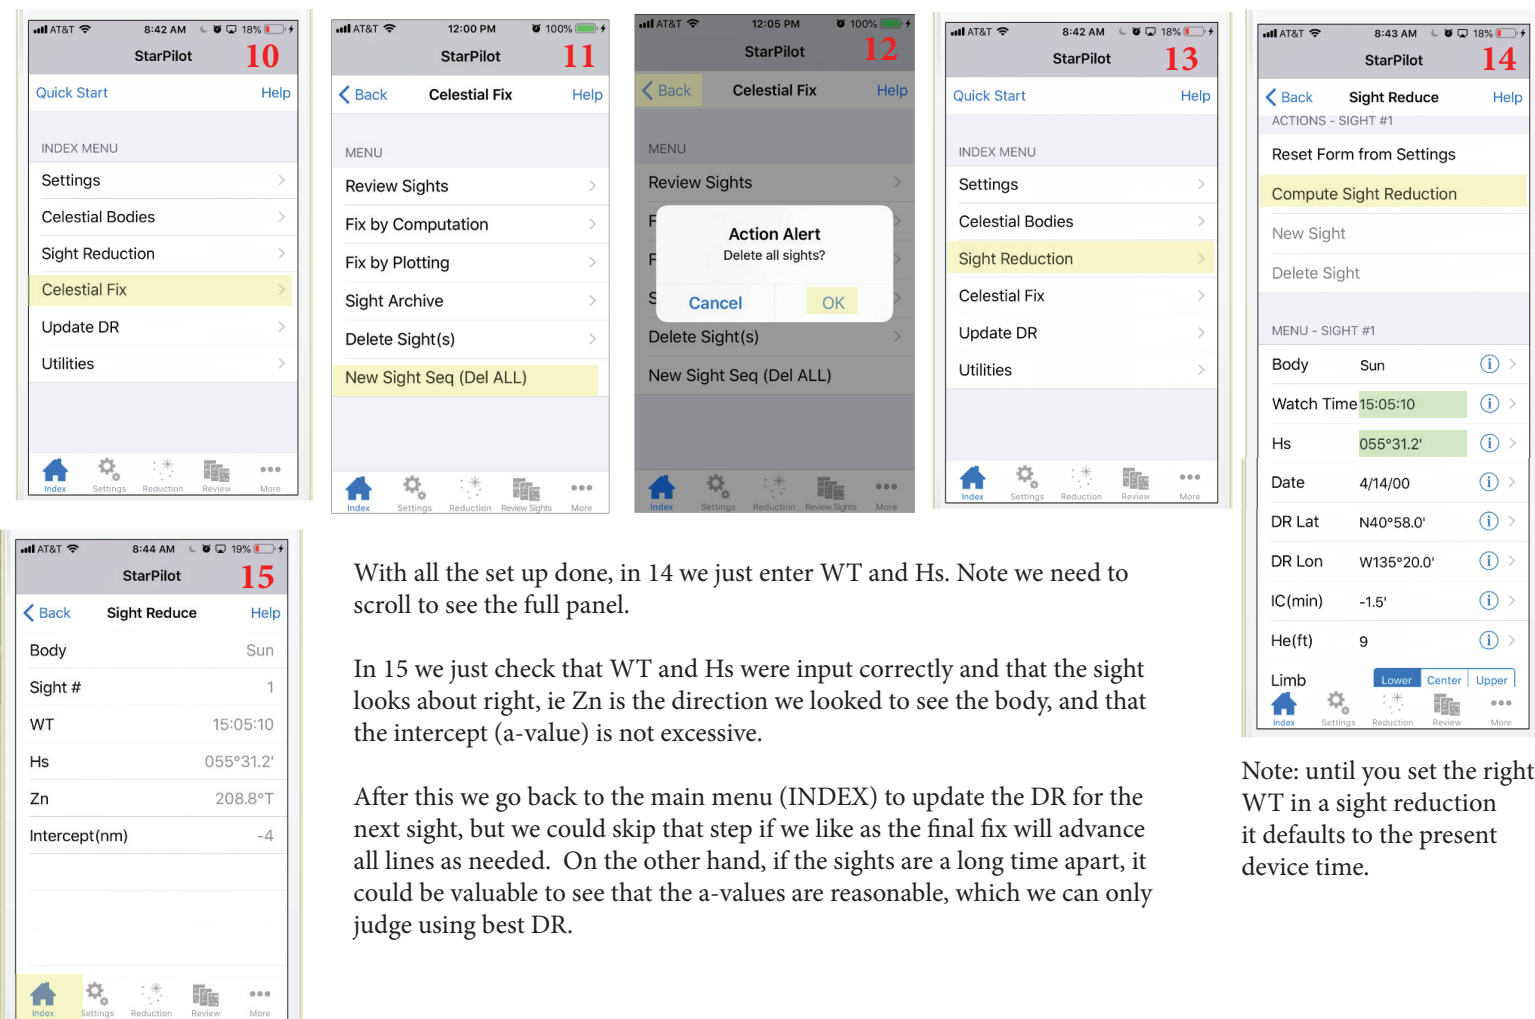 AT&T 8:42 AM 18%
StarPilot 10
Quick Start Help
INDEX MENU
Settings
Celestial Bodies
Sight Reduction
Celestial Fix
Update DR
Utilities
Index Settings Reduction Review More
AT&T 12:00 PM 100%
StarPilot 11
Back Celestial Fix Help
MENU
Review Sights
Fix by Computation
Fix by Plotting
Sight Archive
Delete Sight(s)
New Sight Seq (Del ALL)
Index Settings Reduction Review Sights More
AT&T 12:05 PM 100%
StarPilot 12
Back Celestial Fix Help
MENU
Review Sights
F
Action Alert
F
Delete all sights?
S
Cancel OK
Delete Sight(s)
New Sight Seq (Del ALL)
Index Settings Reduction Review Sights More
AT&T 8:42 AM 18%
StarPilot 13
Quick Start Help
INDEX MENU
Settings
Celestial Bodies
Sight Reduction
Celestial Fix
Update DR
Utilities
Index Settings Reduction Review More
AT&T 8:43 AM 18%
StarPilot 14
Back Sight Reduce Help
ACTIONS - SIGHT #1
Reset Form from Settings
Compute Sight Reduction
New Sight
Delete Sight
MENU - SIGHT #1
Body Sun
Watch Time 15:05:10
Hs 055°31.2'
Date 4/14/00
DR Lat N40°58.0'
DR Lon W135°20.0'
IC(min) -1.5'
He(ft) 9
Limb Lower Center Upper
Index Settings Reduction Review More
Note: until you set the right
WT in a sight reduction
it defaults to the present
device time.
AT&T 8:44 AM 19%
StarPilot 15
Back Sight Reduce Help
Body Sun
Sight # 1
WT 15:05:10
Hs 055°31.2'
Zn 208.8°T
Intercept(nm) -4
Index Settings Reduction Review More
With all the set up done, in 14 we just enter WT and Hs. Note we need to
scroll to see the full panel.
In 15 we just check that WT and Hs were input correctly and that the sight
looks about right, ie Zn is the direction we looked to see the body, and that
the intercept (a-value) is not excessive.
After this we go back to the main menu (INDEX) to update the DR for the
next sight, but we could skip that step if we like as the final fix will advance
all lines as needed. On the other hand, if the sights are a long time apart, it
could be valuable to see that the a-values are reasonable, which we can only
judge using best DR.